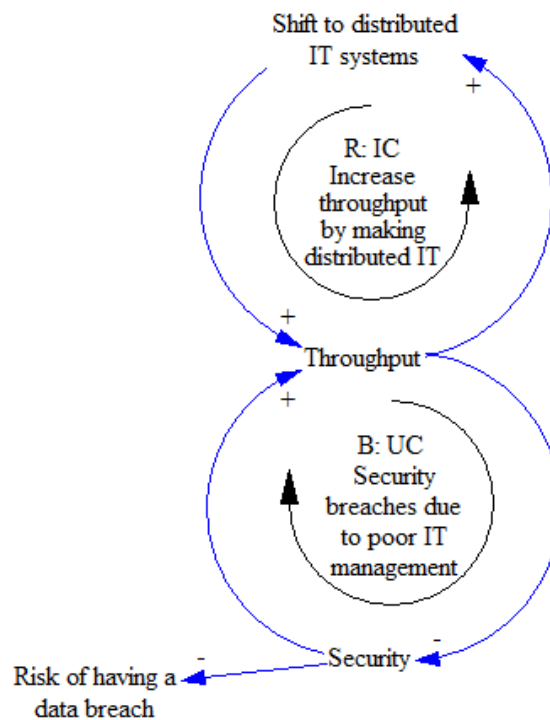 Shift to distributed
IT systems
+
R: IC
Increase
throughput
by making
distributed IT
+
Throughput
+
B: UC
Security
breaches due
to poor IT
management
-
Security
-
Risk of having a
data breach